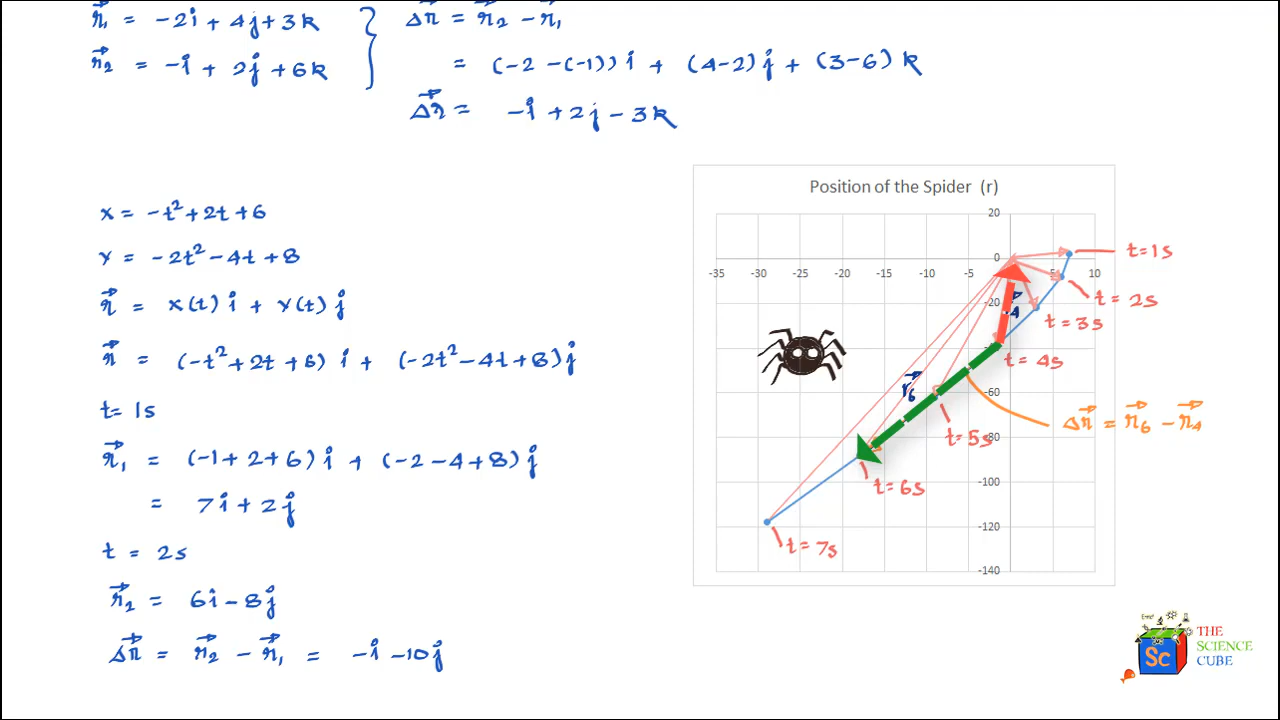 r₁ = -2i + 4j + 3k
r₂ = -i + 2j + 6k
Δr = r₂ - r₁
= (-2 -(-1)) i + (4-2) j + (3-6) k
Δr = -i + 2j - 3k
x = -t² + 2t + 6
Y = -2t² - 4t + 8
r = x(t) i + Y(t) j
r = (-t² + 2t + 6) i + (-2t² - 4t + 8) j
t = 1s
r₁ = (-1 + 2 + 6) i + (-2 - 4 + 8) j
= 7i + 2j
t = 2s
r₂ = 6i - 8j
Δr = r₂ - r₁ = -i - 10j
Position of the Spider (r)
20
0
-35 -30 -25 -20 -15 -10 -5 5 10
-20
-60
-80
-100
-120
-140
t=1s
t=2s
t=3s
t=4s
t=5s
t=6s
t=7s
r₄
r₆
Δr = r₆ - r₄
Sc
THE
SCIENCE
CUBE